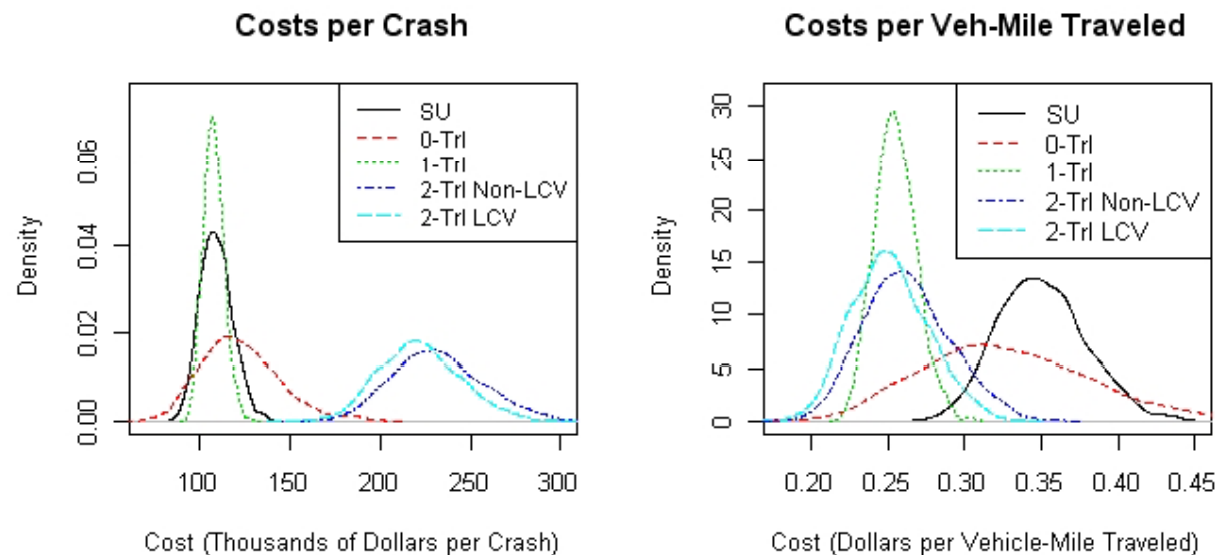 Costs per Crash
SU
0-Trl
1-Trl
2-Trl Non-LCV
2-Trl LCV
Density
0.00
0.02
0.04
0.06
100
150
200
250
300
Cost (Thousands of Dollars per Crash)
Costs per Veh-Mile Traveled
SU
0-Trl
1-Trl
2-Trl Non-LCV
2-Trl LCV
Density
0
5
10
15
20
25
30
0.20
0.25
0.30
0.35
0.40
0.45
Cost (Dollars per Vehicle-Mile Traveled)